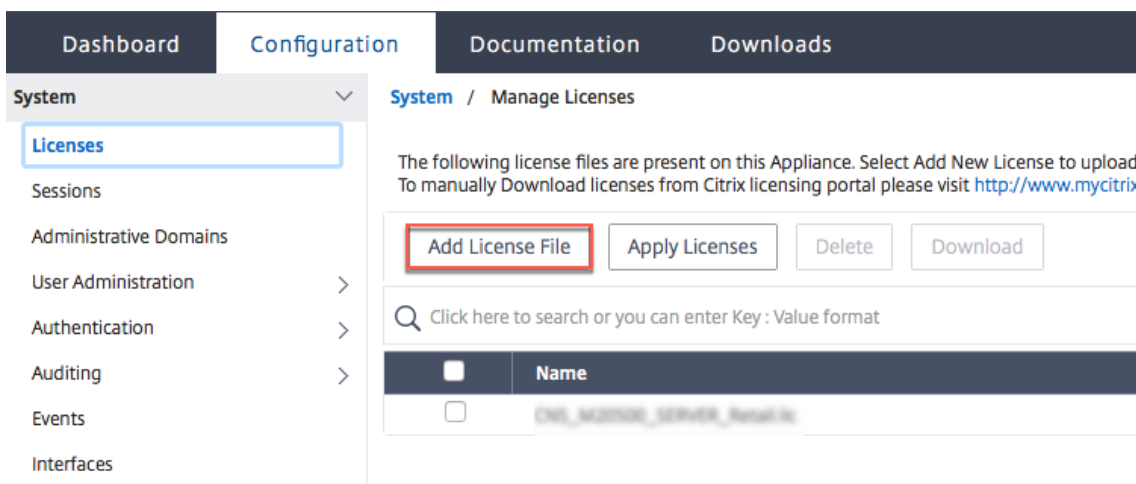 Dashboard Configuration Documentation Downloads
System
System / Manage Licenses
Licenses
The following license files are present on this Appliance. Select Add New License to upload
To manually Download licenses from Citrix licensing portal please visit http://www.mycitrix
Sessions
Administrative Domains
Add License File Apply Licenses Delete Download
User Administration
Click here to search or you can enter Key : Value format
Authentication
Auditing
Name
Events
Interfaces